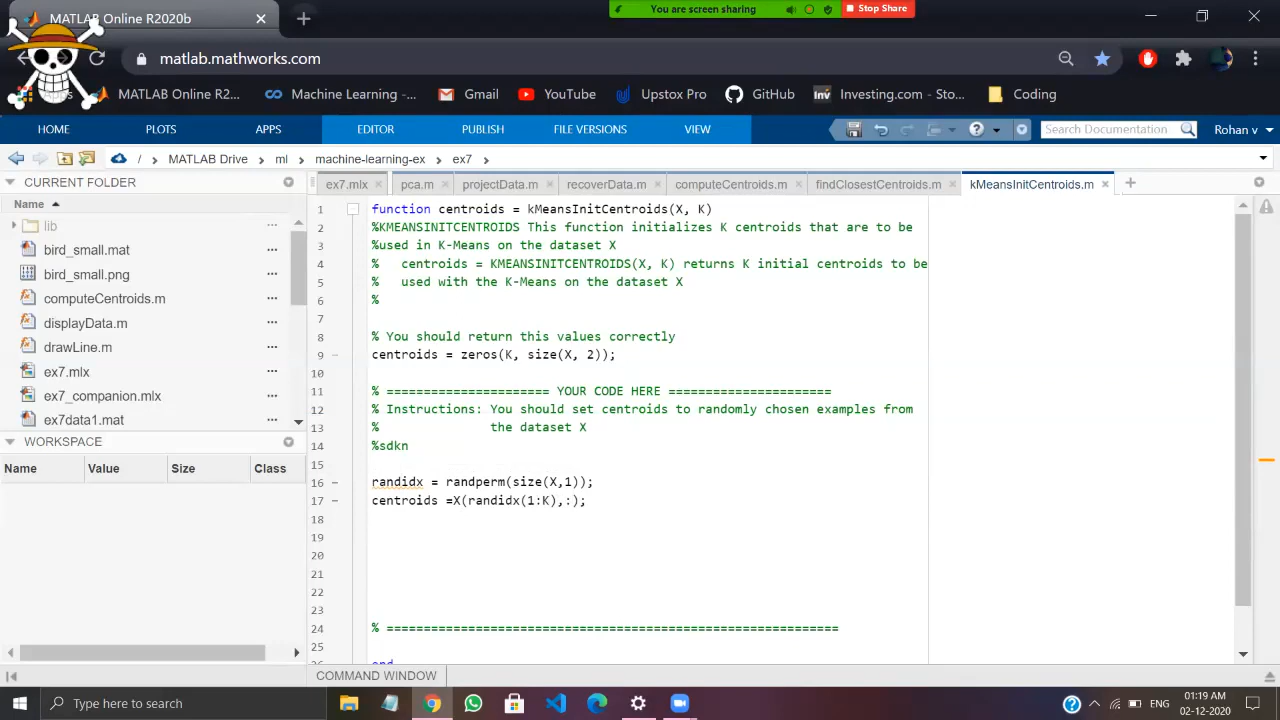 MATLAB Online R2020b
You are screen sharing
Stop Share
matlab.mathworks.com
MATLAB Online R2...
Machine Learning -...
Gmail
YouTube
Upstox Pro
GitHub
Investing.com - Sto...
Coding
HOME
PLOTS
APPS
EDITOR
PUBLISH
FILE VERSIONS
VIEW
Search Documentation
Rohan v
/ MATLAB Drive ml machine-learning-ex ex7
CURRENT FOLDER
ex7.mlx
pca.m
projectData.m
recoverData.m
computeCentroids.m
findClosestCentroids.m
kMeansInitCentroids.m
Name
lib
bird_small.mat
bird_small.png
computeCentroids.m
displayData.m
drawLine.m
ex7.mlx
ex7_companion.mlx
ex7data1.mat
WORKSPACE
Name Value Size Class
1 function centroids = kMeansInitCentroids(X, K)
2 %KMEANSINITCENTROIDS This function initializes K centroids that are to be
3 %used in K-Means on the dataset X
4 %   centroids = KMEANSINITCENTROIDS(X, K) returns K initial centroids to be
5 %   used with the K-Means on the dataset X
6 %
7
8 % You should return this values correctly
9 centroids = zeros(K, size(X, 2));
10
11 % ====================== YOUR CODE HERE ======================
12 % Instructions: You should set centroids to randomly chosen examples from
13 %               the dataset X
14 %sdkn
15
16 randidx = randperm(size(X,1));
17 centroids =X(randidx(1:K),:);
18
19
20
21
22
23
24 % =============================================================
25
26 end
COMMAND WINDOW
Type here to search
ENG
01:19 AM
02-12-2020